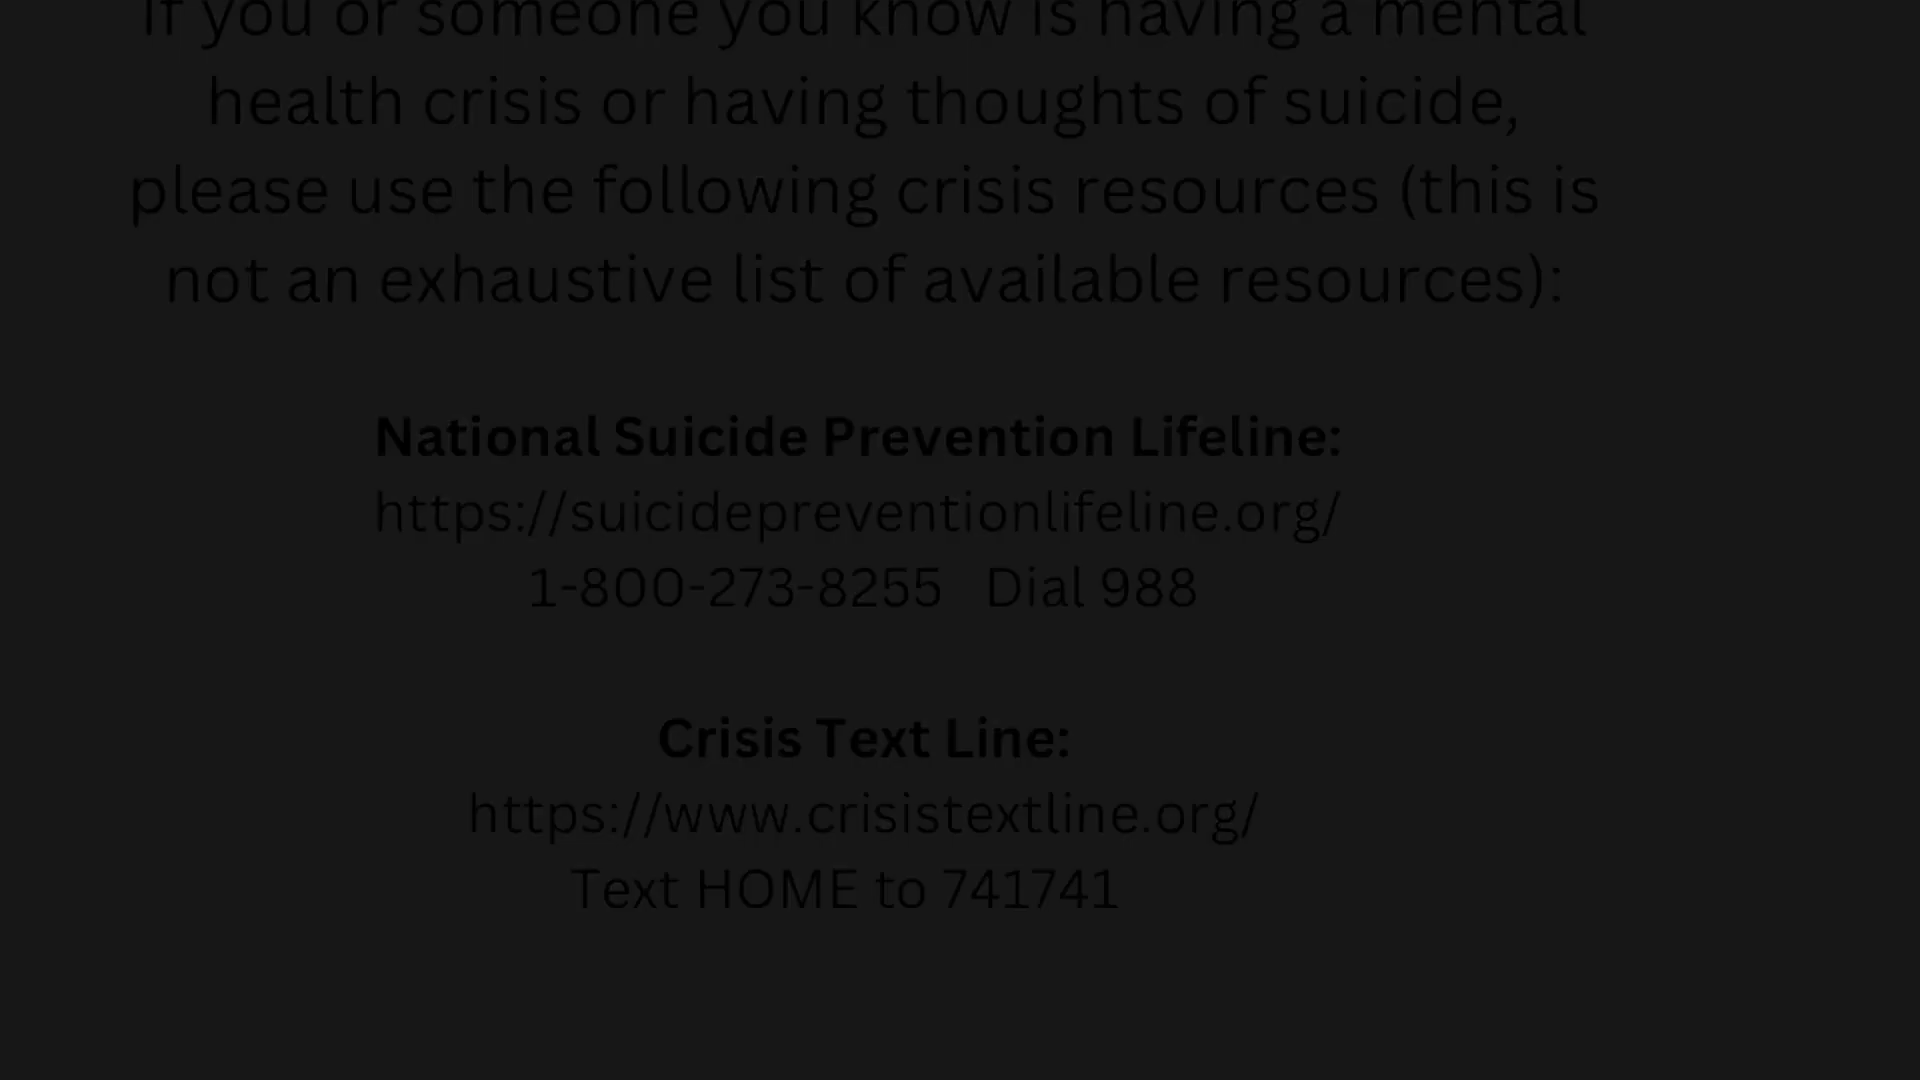 If you or someone you know is having a mental
health crisis or having thoughts of suicide,
please use the following crisis resources (this is
not an exhaustive list of available resources):
National Suicide Prevention Lifeline:
https://suicidepreventionlifeline.org/
1-800-273-8255 Dial 988
Crisis Text Line:
https://www.crisistextline.org/
Text HOME to 741741